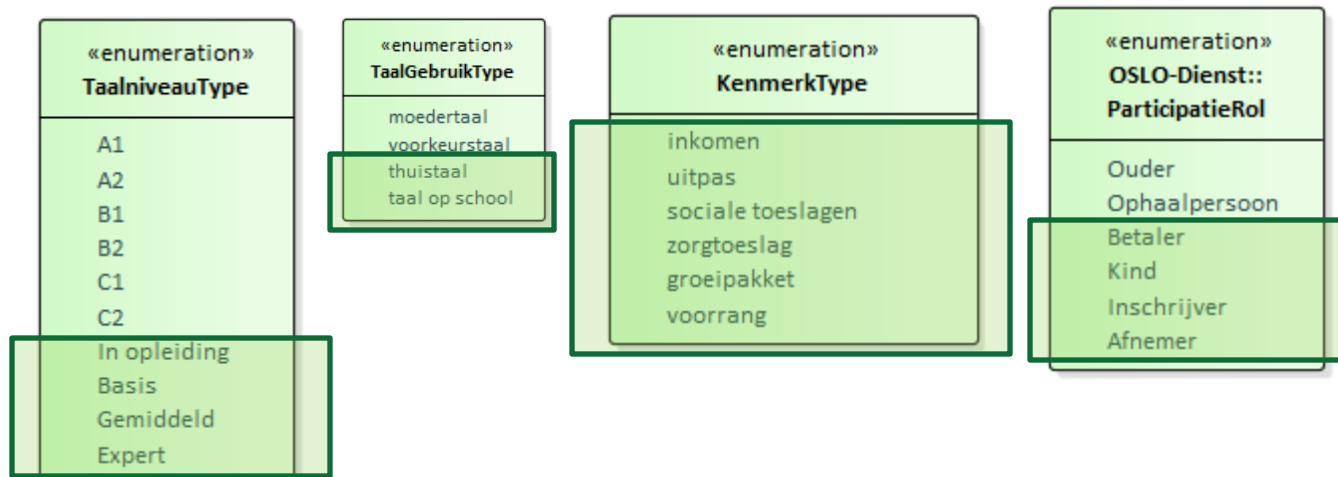 «enumeration»
TaalniveauType
A1
A2
B1
B2
C1
C2
In opleiding
Basis
Gemiddeld
Expert
«enumeration»
TaalGebruikType
moedertaal
voorkeurstaal
thuistaal
taal op school
«enumeration»
KenmerkType
inkomen
uitpas
sociale toeslagen
zorgtoeslag
groeipakket
voorrang
«enumeration»
OSLO-Dienst::
ParticipatieRol
Ouder
Ophaalpersoon
Betaler
Kind
Inschrijver
Afnemer